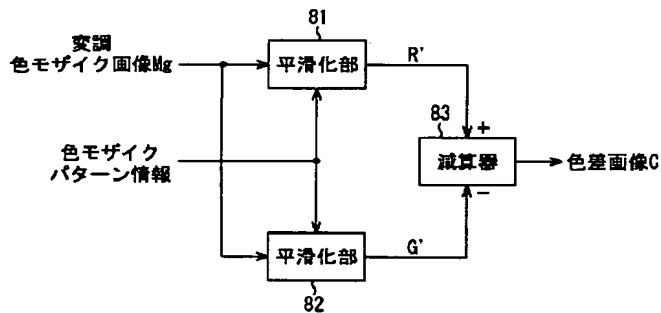 81
変調
色モザイク画像Mg
平滑化部
R'
83
+
色モザイク
パターン情報
減算器
色差画像C
−
平滑化部
G'
82